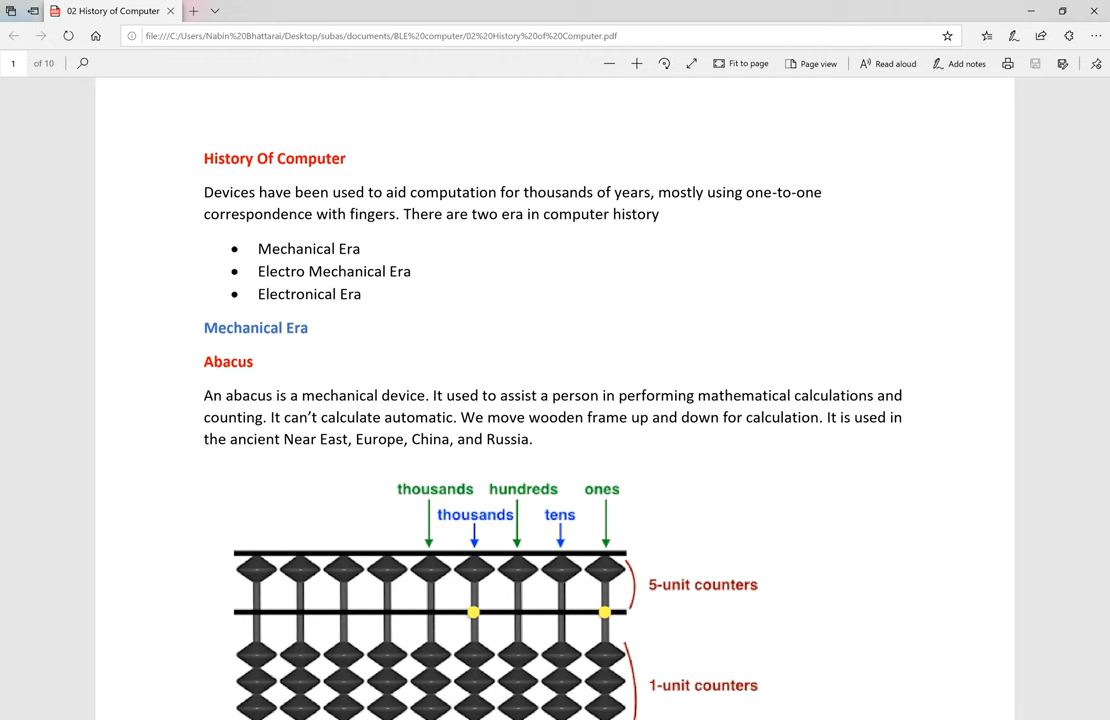 02 History of Computer
file:///C:/Users/Nabin%20Bhattarai/Desktop/subas/documents/BLE%20computer/02%20History%20of%20Computer.pdf
1 of 10 Fit to page Page view Read aloud Add notes
History Of Computer
Devices have been used to aid computation for thousands of years, mostly using one-to-one
correspondence with fingers. There are two era in computer history
• Mechanical Era
• Electro Mechanical Era
• Electronical Era
Mechanical Era
Abacus
An abacus is a mechanical device. It used to assist a person in performing mathematical calculations and
counting. It can’t calculate automatic. We move wooden frame up and down for calculation. It is used in
the ancient Near East, Europe, China, and Russia.
thousands hundreds ones
thousands tens
5-unit counters
1-unit counters